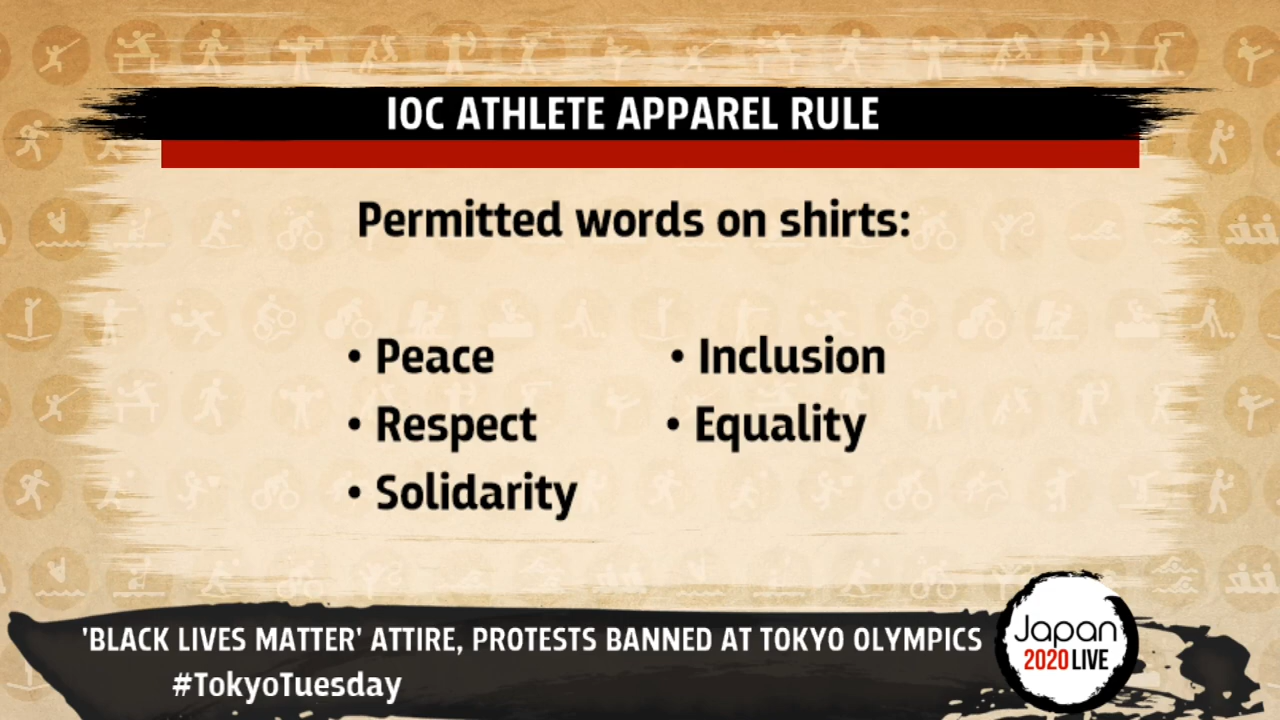 IOC ATHLETE APPAREL RULE
Permitted words on shirts:
• Peace
• Respect
• Solidarity
• Inclusion
• Equality
'BLACK LIVES MATTER' ATTIRE, PROTESTS BANNED AT TOKYO OLYMPICS
#TokyoTuesday
Japan
2020 LIVE